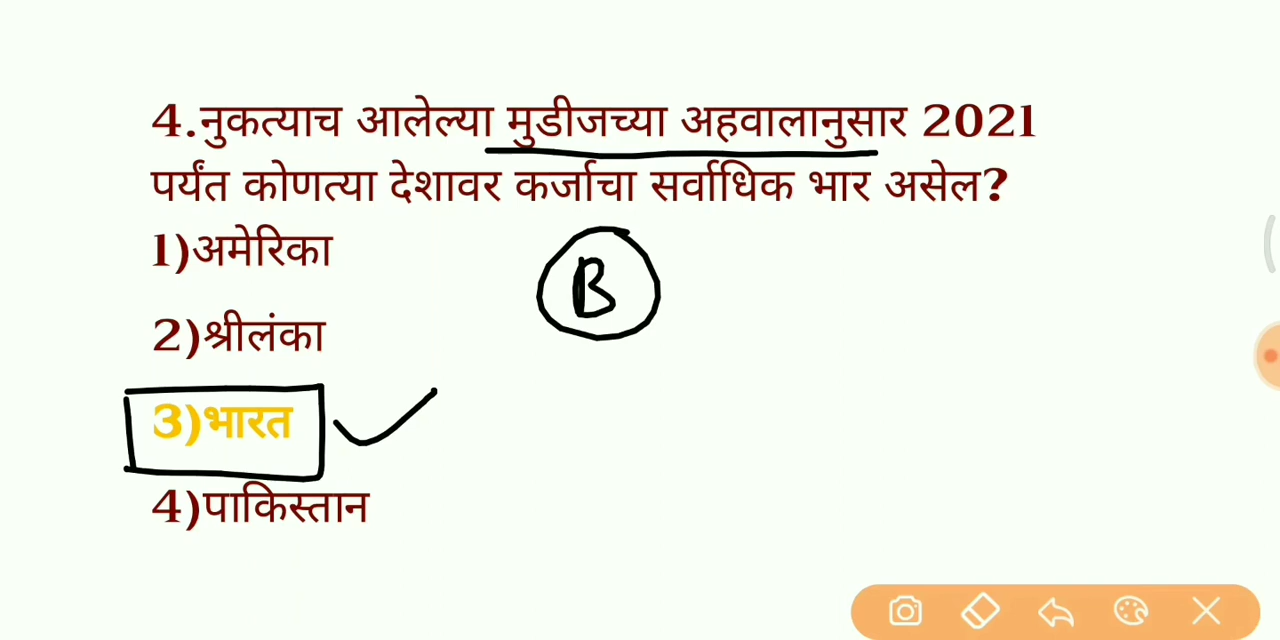 4.नुकत्याच आलेल्या मुडीजच्या अहवालानुसार 2021
पर्यंत कोणत्या देशावर कर्जाचा सर्वाधिक भार असेल?
1)अमेरिका
B
2)श्रीलंका
3)भारत
4)पाकिस्तान